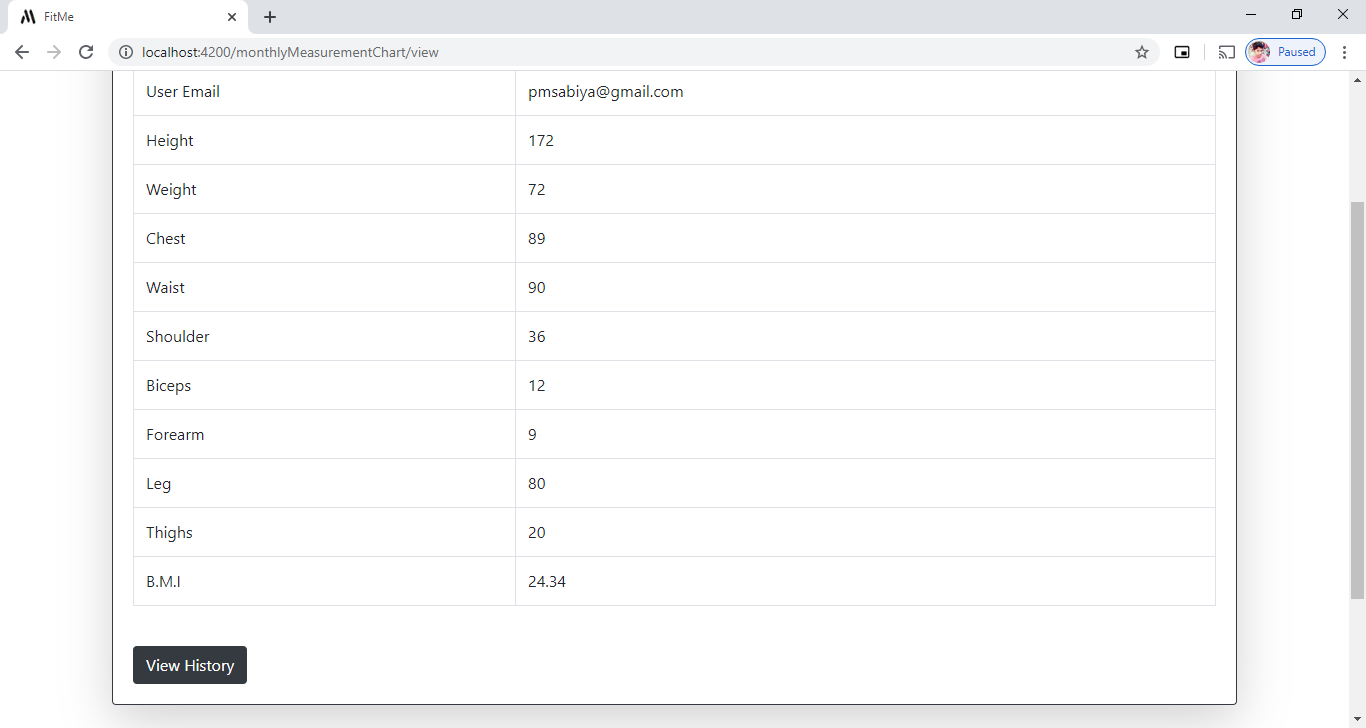 FitMe
localhost:4200/monthlyMeasurementChart/view
Paused
User Email pmsabiya@gmail.com
Height 172
Weight 72
Chest 89
Waist 90
Shoulder 36
Biceps 12
Forearm 9
Leg 80
Thighs 20
B.M.I 24.34
View History